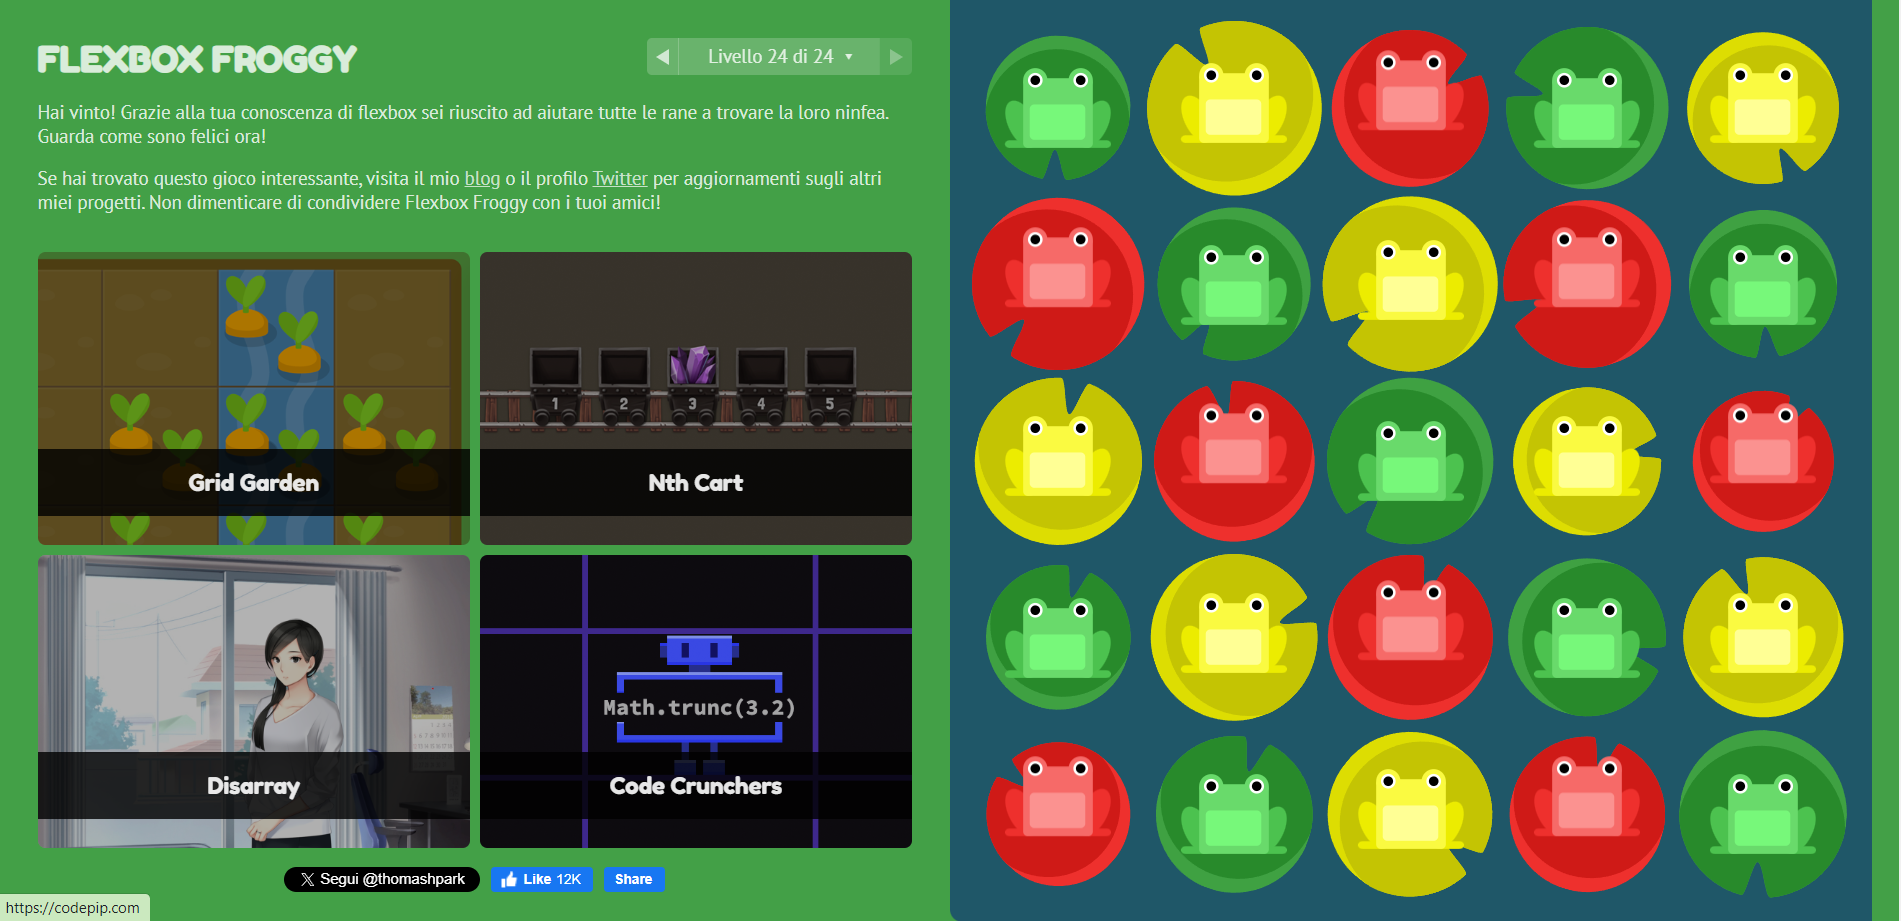 FLEXBOX FROGGY
Livello 24 di 24
Hai vinto! Grazie alla tua conoscenza di flexbox sei riuscito ad aiutare tutte le rane a trovare la loro ninfea.
Guarda come sono felici ora!
Se hai trovato questo gioco interessante, visita il mio blog o il profilo Twitter per aggiornamenti sugli altri
miei progetti. Non dimenticare di condividere Flexbox Froggy con i tuoi amici!
1 2 3 4 5
Grid Garden
Nth Cart
Math.trunc(3.2)
Disarray
Code Crunchers
Segui @thomashpark
Like 12K
Share
https://codepip.com